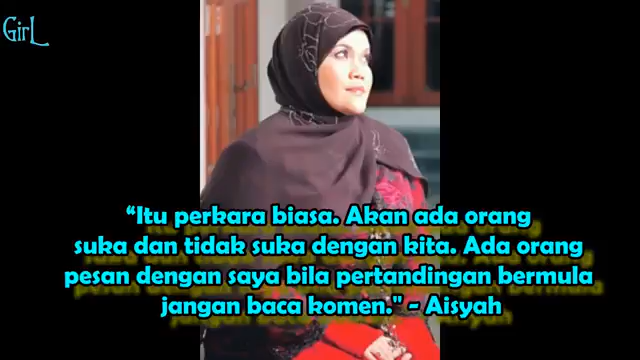 GirL
“Itu perkara biasa. Akan ada orang
suka dan tidak suka dengan kita. Ada orang
pesan dengan saya bila pertandingan bermula
jangan baca komen." - Aisyah